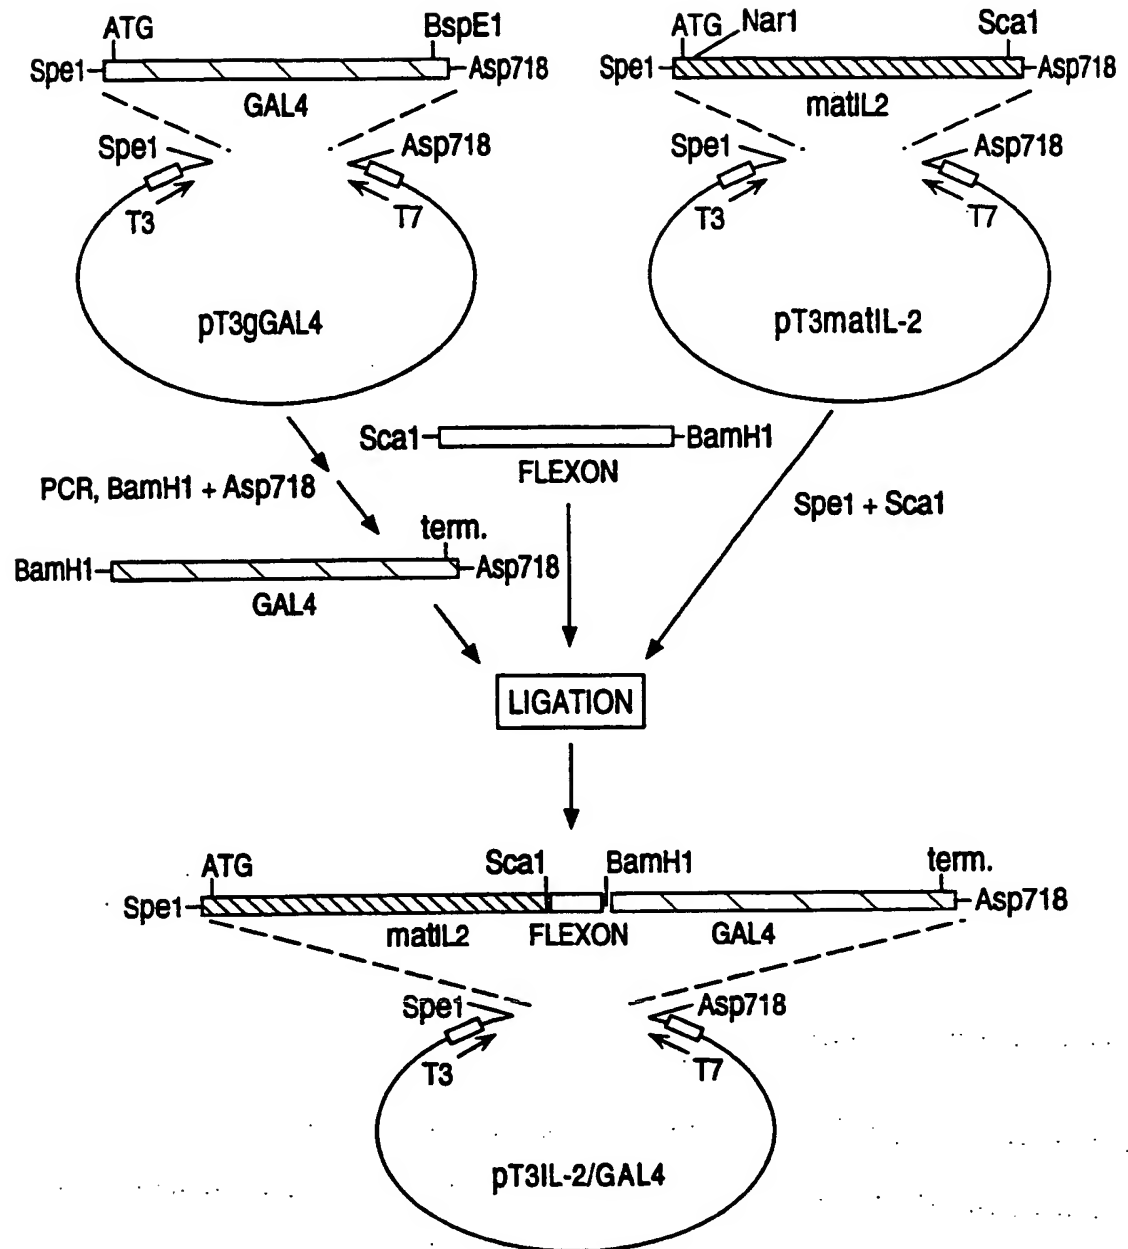 ATG BspE1
Spe1 Asp718
GAL4
Spe1 Asp718
T3 T7
pT3gGAL4
ATG Nar1 Sca1
Spe1 Asp718
matIL2
Spe1 Asp718
T3 T7
pT3matIL-2
Sca1 BamH1
FLEXON
PCR, BamH1 + Asp718
Spe1 + Sca1
term.
BamH1 Asp718
GAL4
LIGATION
ATG Sca1 BamH1 term.
Spe1 Asp718
matIL2 FLEXON GAL4
Spe1 Asp718
T3 T7
pT3IL-2/GAL4